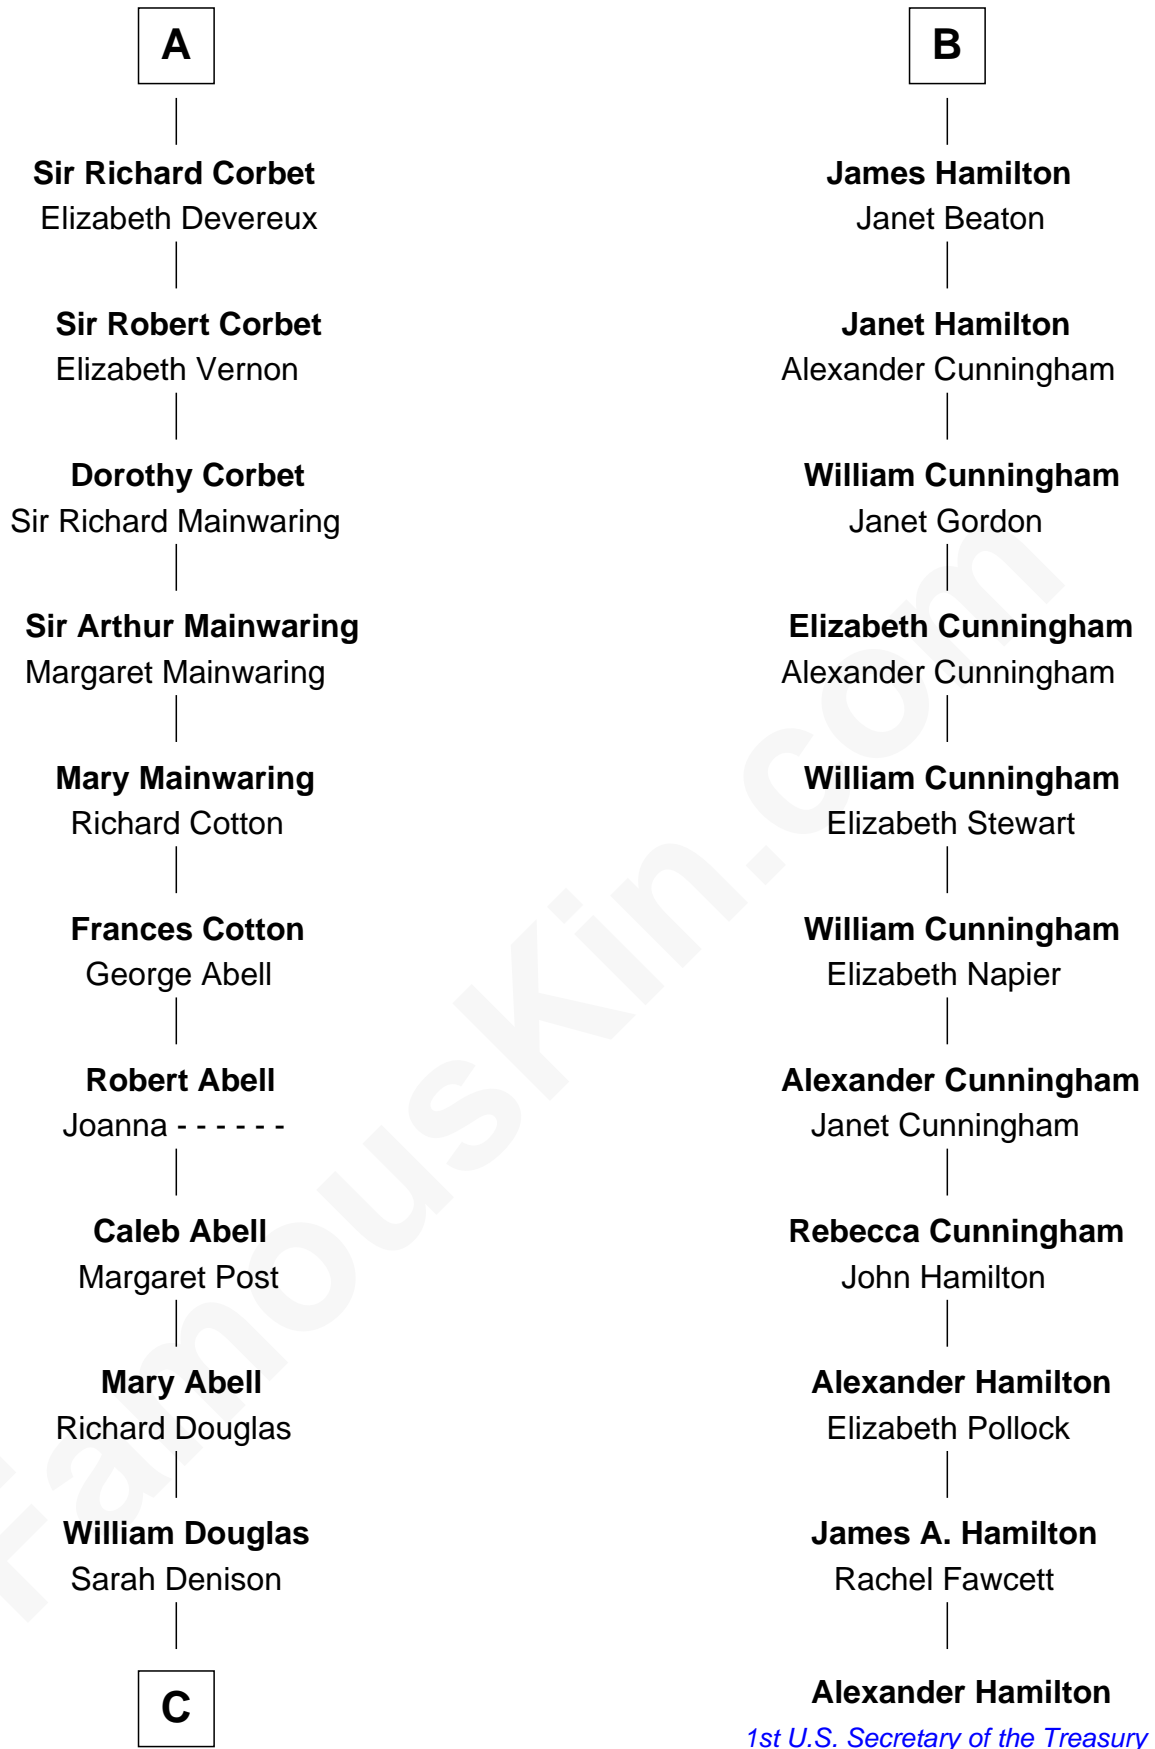 A
Sir Richard Corbet
Elizabeth Devereux
Sir Robert Corbet
Elizabeth Vernon
Dorothy Corbet
Sir Richard Mainwaring
Sir Arthur Mainwaring
Margaret Mainwaring
Mary Mainwaring
Richard Cotton
Frances Cotton
George Abell
Robert Abell
Joanna - - - - - -
Caleb Abell
Margaret Post
Mary Abell
Richard Douglas
William Douglas
Sarah Denison
C
B
James Hamilton
Janet Beaton
Janet Hamilton
Alexander Cunningham
William Cunningham
Janet Gordon
Elizabeth Cunningham
Alexander Cunningham
William Cunningham
Elizabeth Stewart
William Cunningham
Elizabeth Napier
Alexander Cunningham
Janet Cunningham
Rebecca Cunningham
John Hamilton
Alexander Hamilton
Elizabeth Pollock
James A. Hamilton
Rachel Fawcett
Alexander Hamilton
1st U.S. Secretary of the Treasury
FamousKin.com